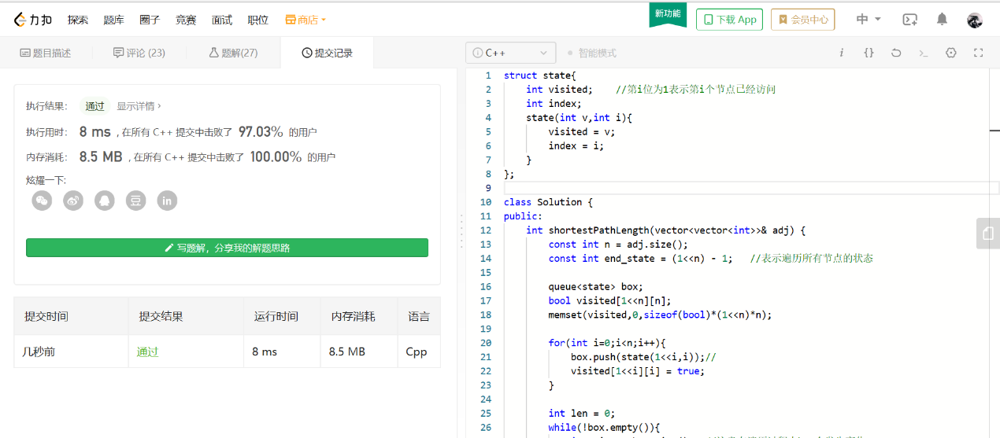 力扣 探索 题库 圈子 竞赛 面试 职位 商店 新功能 下载 App 会员中心 中
题目描述 评论 (23) 题解(27) 提交记录
执行结果： 通过 显示详情 ›
执行用时： 8 ms , 在所有 C++ 提交中击败了 97.03% 的用户
内存消耗： 8.5 MB , 在所有 C++ 提交中击败了 100.00% 的用户
炫耀一下:
豆 in
写题解，分享我的解题思路
提交时间 提交结果 运行时间 内存消耗 语言
几秒前 通过 8 ms 8.5 MB Cpp
C++ 智能模式 i {} >_
1 struct state{
2 int visited; //第i位为1表示第i个节点已经访问
3 int index;
4 state(int v,int i){
5 visited = v;
6 index = i;
7 }
8 };
9
10 class Solution {
11 public:
12 int shortestPathLength(vector<vector<int>>& adj) {
13 const int n = adj.size();
14 const int end_state = (1<<n) - 1; //表示遍历所有节点的状态
15
16 queue<state> box;
17 bool visited[1<<n][n];
18 memset(visited,0,sizeof(bool)*(1<<n)*n);
19
20 for(int i=0;i<n;i++){
21 box.push(state(1<<i,i));//
22 visited[1<<i][i] = true;
23 }
24
25 int len = 0;
26 while(!box.empty()){